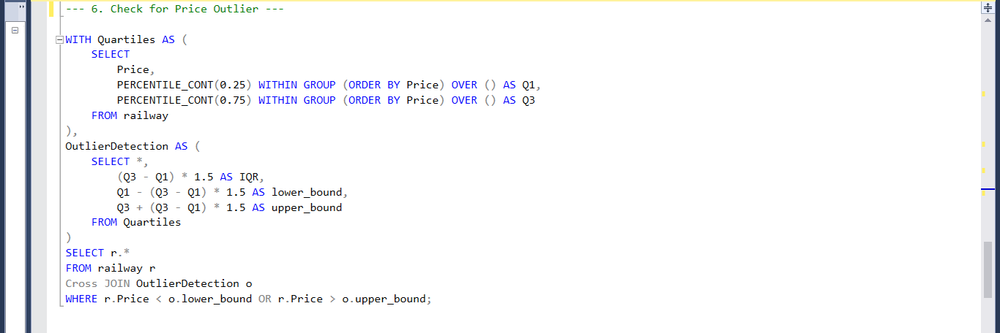 --- 6. Check for Price Outlier ---
WITH Quartiles AS (
    SELECT
        Price,
        PERCENTILE_CONT(0.25) WITHIN GROUP (ORDER BY Price) OVER () AS Q1,
        PERCENTILE_CONT(0.75) WITHIN GROUP (ORDER BY Price) OVER () AS Q3
    FROM railway
),
OutlierDetection AS (
    SELECT *,
        (Q3 - Q1) * 1.5 AS IQR,
        Q1 - (Q3 - Q1) * 1.5 AS lower_bound,
        Q3 + (Q3 - Q1) * 1.5 AS upper_bound
    FROM Quartiles
)
SELECT r.*
FROM railway r
Cross JOIN OutlierDetection o
WHERE r.Price < o.lower_bound OR r.Price > o.upper_bound;